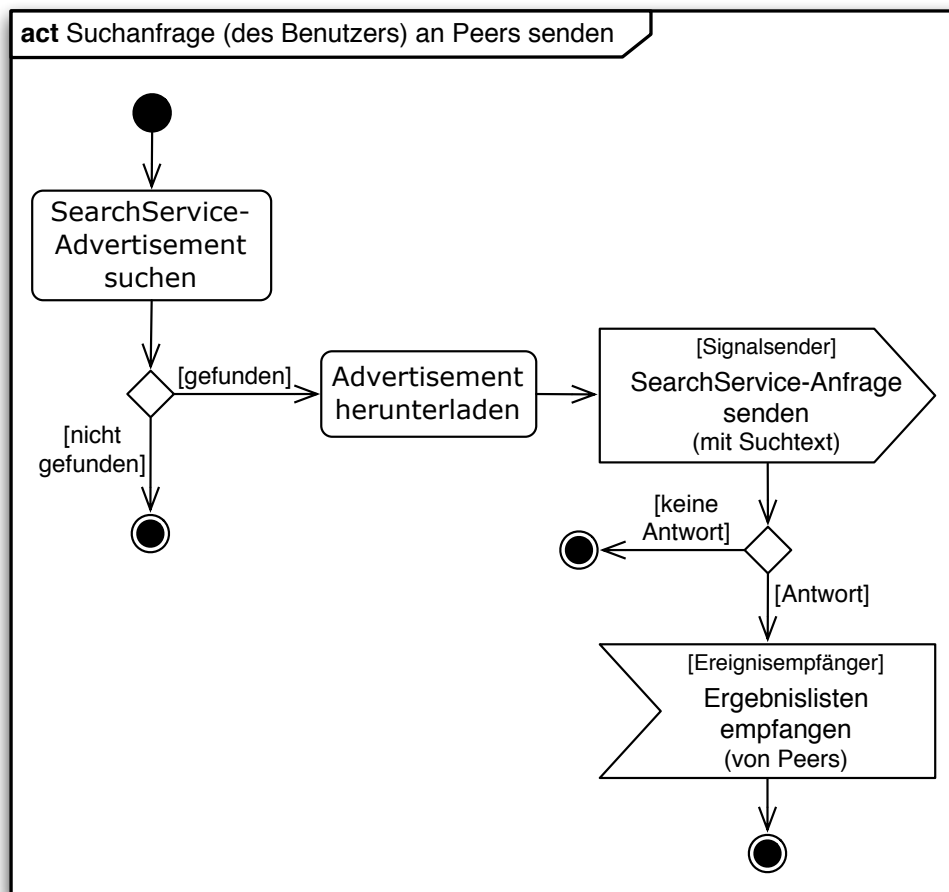 act Suchanfrage (des Benutzers) an Peers senden
SearchService-
Advertisement
suchen
[gefunden]
[nicht
gefunden]
Advertisement
herunterladen
[Signalsender]
SearchService-Anfrage
senden
(mit Suchtext)
[keine
Antwort]
[Antwort]
[Ereignisempfänger]
Ergebnislisten
empfangen
(von Peers)